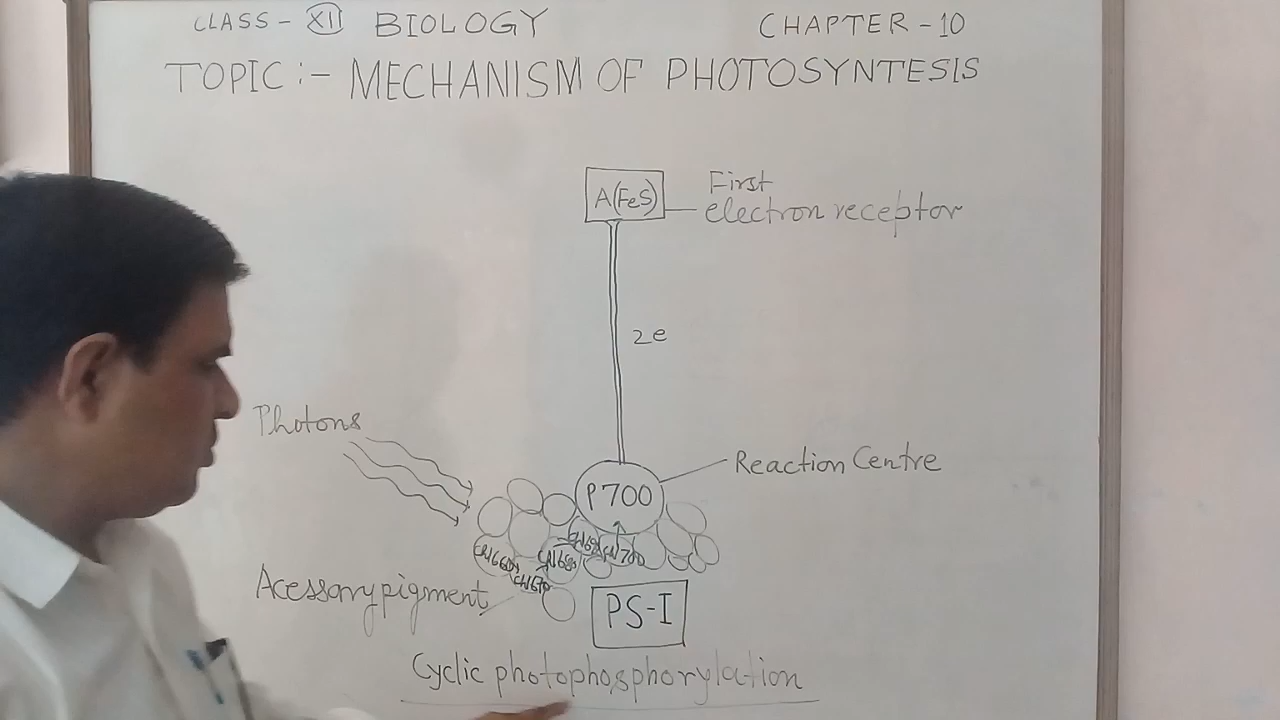 CLASS - XII BIOLOGY CHAPTER - 10
TOPIC :- MECHANISM OF PHOTOSYNTESIS
A(FeS)
First
electron receptor
2e
Photons
P700
Reaction Centre
Acessory pigment
PS-I
Cyclic photophosphorylation